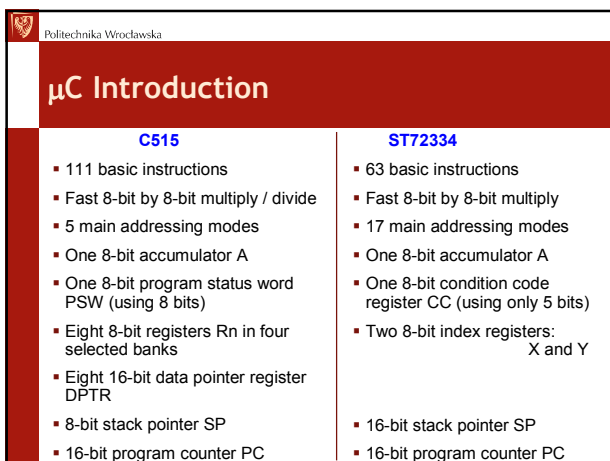 Politechnika Wrocławska
μC Introduction
C515
▪ 111 basic instructions
▪ Fast 8-bit by 8-bit multiply / divide
▪ 5 main addressing modes
▪ One 8-bit accumulator A
▪ One 8-bit program status word
PSW (using 8 bits)
▪ Eight 8-bit registers Rn in four
selected banks
▪ Eight 16-bit data pointer register
DPTR
▪ 8-bit stack pointer SP
▪ 16-bit program counter PC
ST72334
▪ 63 basic instructions
▪ Fast 8-bit by 8-bit multiply
▪ 17 main addressing modes
▪ One 8-bit accumulator A
▪ One 8-bit condition code
register CC (using only 5 bits)
▪ Two 8-bit index registers:
X and Y
▪ 16-bit stack pointer SP
▪ 16-bit program counter PC